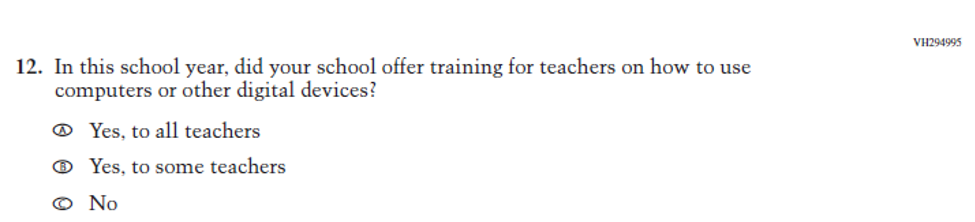 VH294995
12. In this school year, did your school offer training for teachers on how to use
computers or other digital devices?
Ⓐ Yes, to all teachers
Ⓑ Yes, to some teachers
Ⓒ No